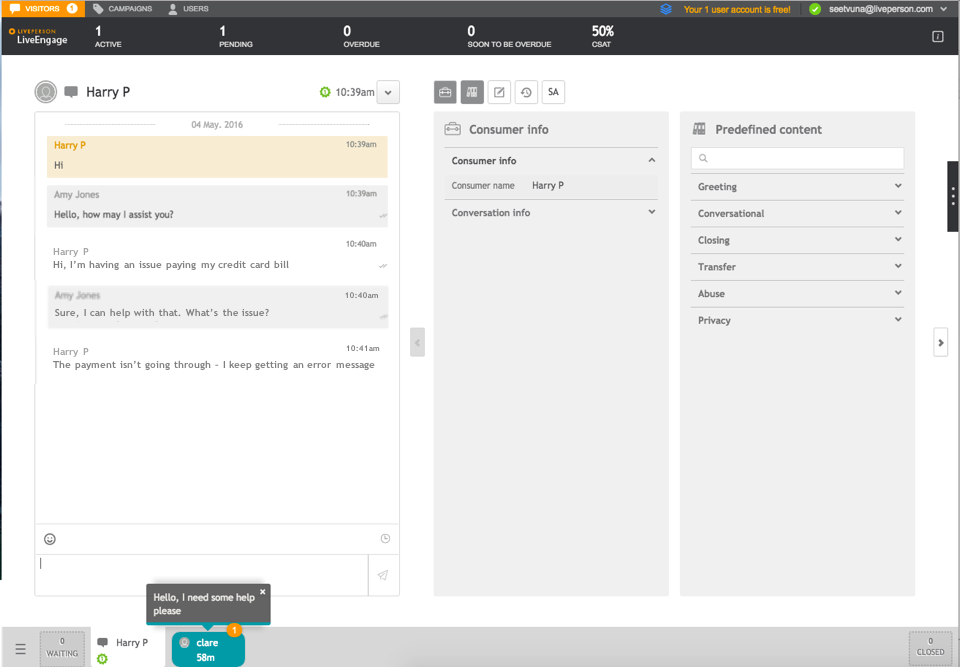 VISITORS 1 CAMPAIGNS USERS Your 1 user account is free! seetvuna@liveperson.com
LIVEPERSON
LiveEngage
1
ACTIVE
1
PENDING
0
OVERDUE
0
SOON TO BE OVERDUE
50%
CSAT
Harry P 10:39am
SA
04 May. 2016
Harry P 10:39am
Hi
Amy Jones 10:39am
Hello, how may I assist you?
10:40am
Harry P
Hi, I'm having an issue paying my credit card bill
Amy Jones 10:40am
Sure, I can help with that. What's the issue?
Harry P 10:41am
The payment isn't going through - I keep getting an error message
Consumer info
Consumer info
Consumer name Harry P
Conversation info
Predefined content
Greeting
Conversational
Closing
Transfer
Abuse
Privacy
Hello, I need some help
please
0
WAITING
Harry P
clare 1
58m
0
CLOSED